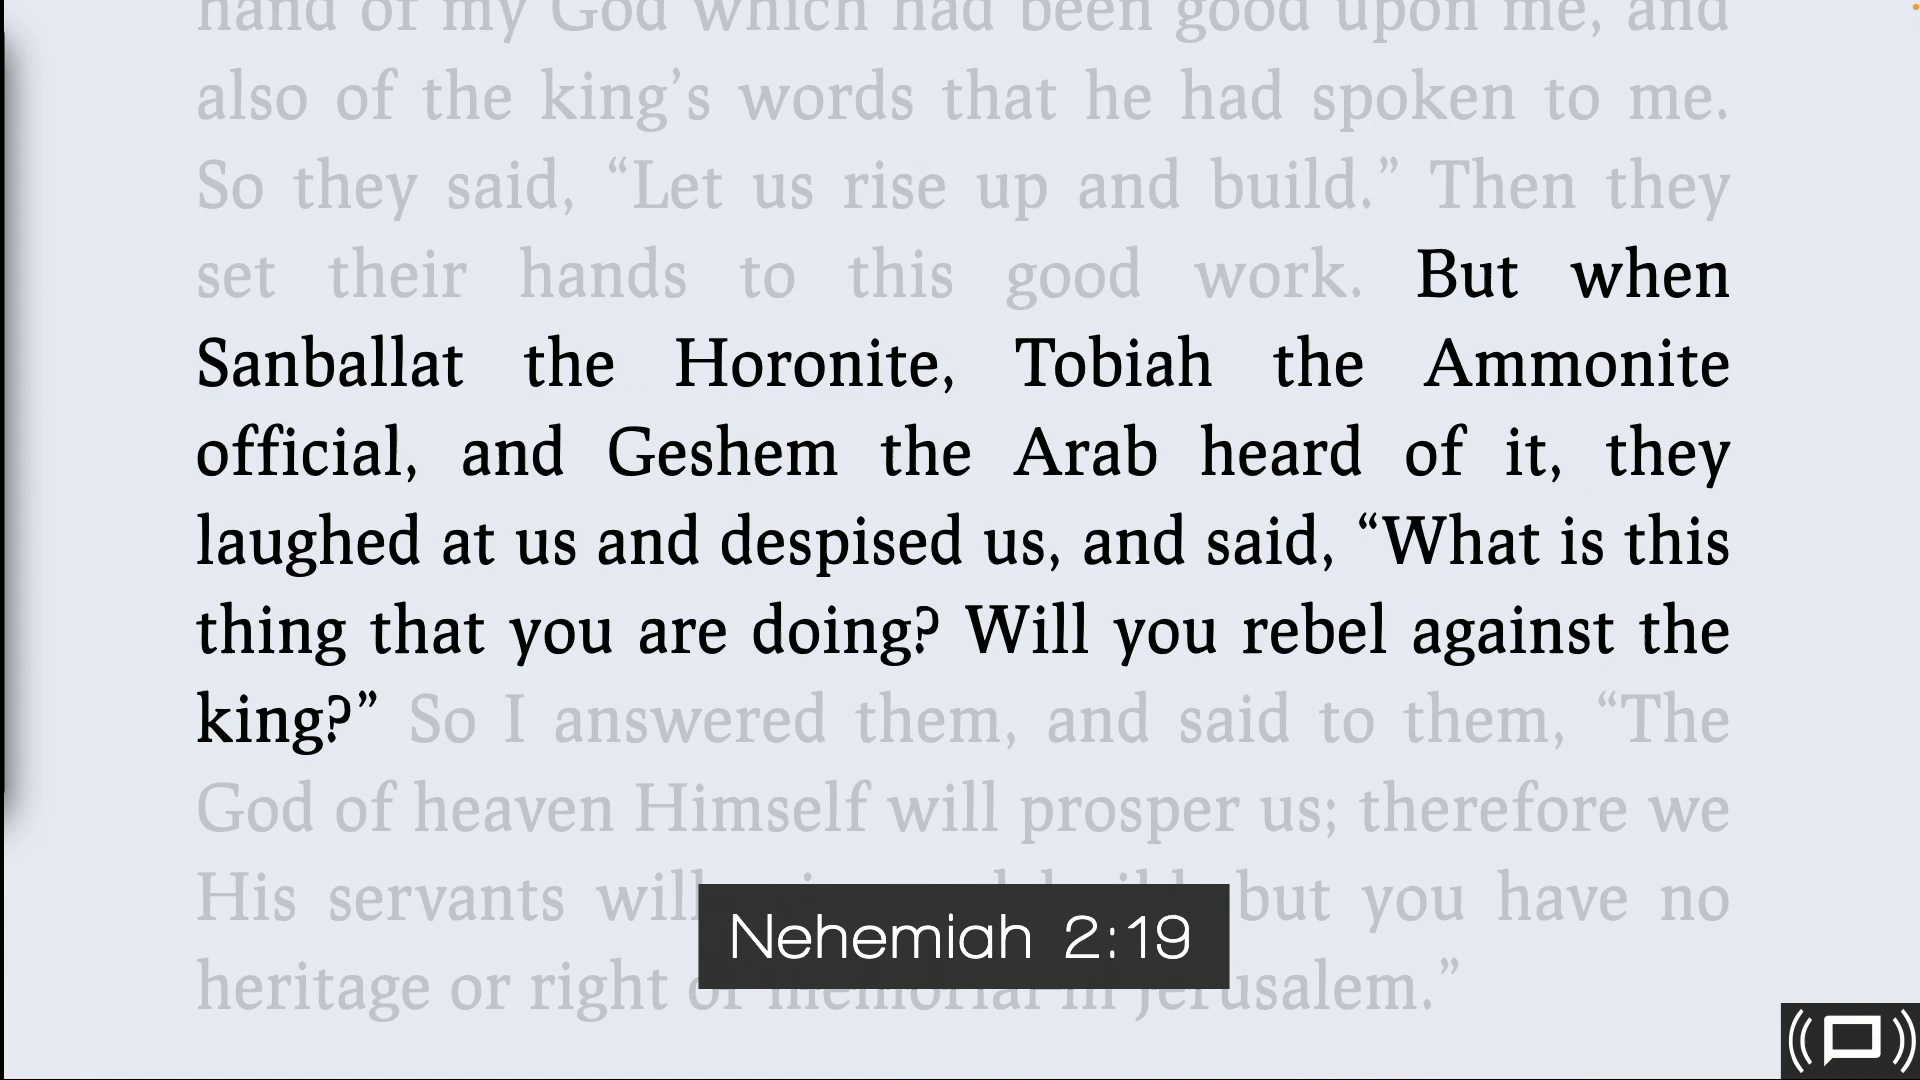 hand of my God which had been good upon me, and
also of the king’s words that he had spoken to me.
So they said, “Let us rise up and build.” Then they
set their hands to this good work. But when
Sanballat the Horonite, Tobiah the Ammonite
official, and Geshem the Arab heard of it, they
laughed at us and despised us, and said, “What is this
thing that you are doing? Will you rebel against the
king?” So I answered them, and said to them, “The
God of heaven Himself will prosper us; therefore we
His servants will but you have no
heritage or right of memorial in Jerusalem.”
Nehemiah 2:19